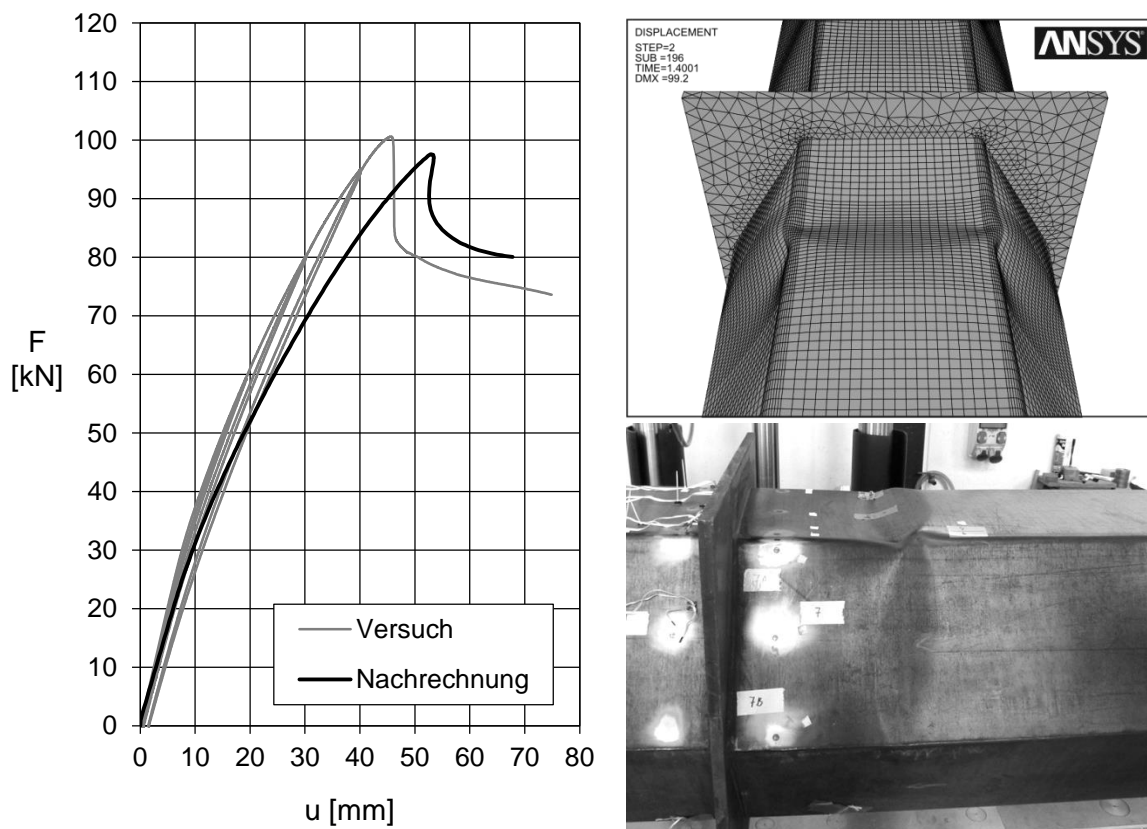 120
110
100
90
80
70
60
50
40
30
20
10
0
F
[kN]
Versuch
Nachrechnung
0 10 20 30 40 50 60 70 80
u [mm]
DISPLACEMENT
STEP=2
SUB =196
TIME=1.4001
DMX =99.2
ANSYS
7
7B